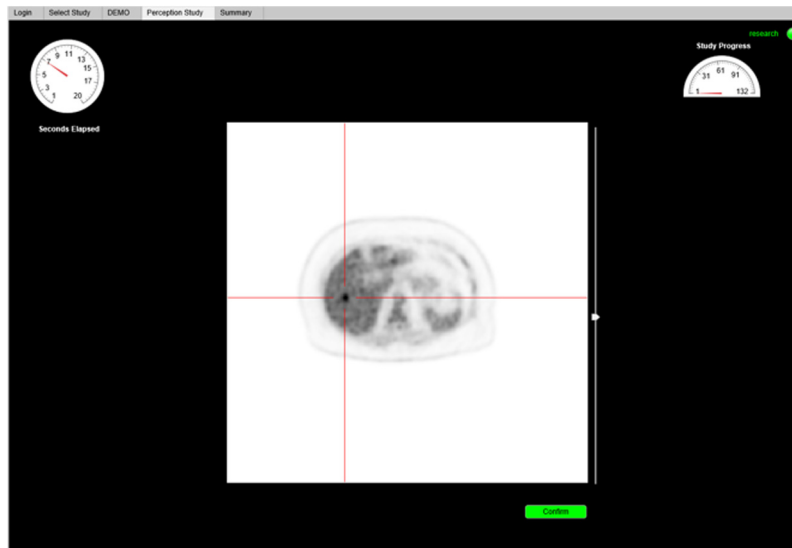 Login Select Study DEMO Perception Study Summary
research
Study Progress
1 31 61 91 132
1 3 5 7 9 11 13 15 17 20
Seconds Elapsed
Confirm